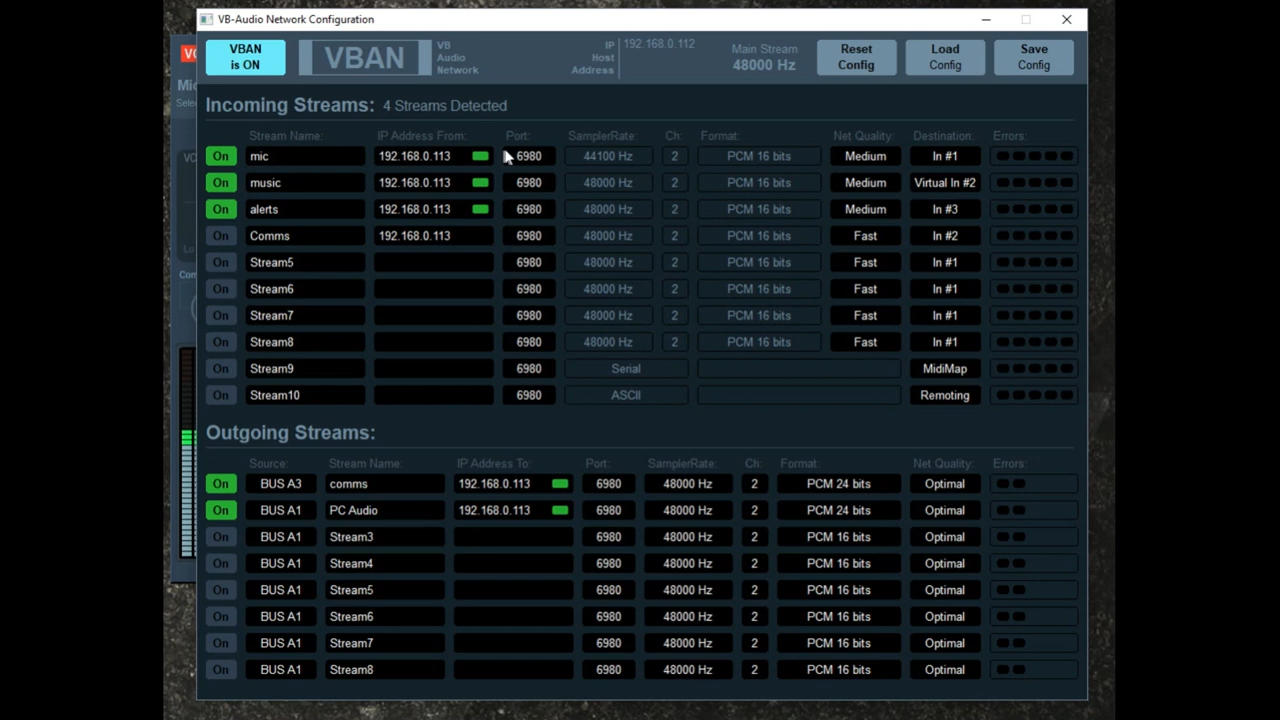 VB-Audio Network Configuration
VBAN is ON
VBAN
VB Audio Network
IP Host Address
192.168.0.112
Main Stream 48000 Hz
Reset Config
Load Config
Save Config
Incoming Streams: 4 Streams Detected
Stream Name: IP Address From: Port: SamplerRate: Ch: Format: Net Quality: Destination: Errors:
On mic 192.168.0.113 6980 44100 Hz 2 PCM 16 bits Medium In #1
On music 192.168.0.113 6980 48000 Hz 2 PCM 16 bits Medium Virtual In #2
On alerts 192.168.0.113 6980 48000 Hz 2 PCM 16 bits Medium In #3
On Comms 192.168.0.113 6980 48000 Hz 2 PCM 16 bits Fast In #2
On Stream5 6980 48000 Hz 2 PCM 16 bits Fast In #1
On Stream6 6980 48000 Hz 2 PCM 16 bits Fast In #1
On Stream7 6980 48000 Hz 2 PCM 16 bits Fast In #1
On Stream8 6980 48000 Hz 2 PCM 16 bits Fast In #1
On Stream9 6980 Serial MidiMap
On Stream10 6980 ASCII Remoting
Outgoing Streams:
Source: Stream Name: IP Address To: Port: SamplerRate: Ch: Format: Net Quality: Errors:
On BUS A3 comms 192.168.0.113 6980 48000 Hz 2 PCM 24 bits Optimal
On BUS A1 PC Audio 192.168.0.113 6980 48000 Hz 2 PCM 24 bits Optimal
On BUS A1 Stream3 6980 48000 Hz 2 PCM 16 bits Optimal
On BUS A1 Stream4 6980 48000 Hz 2 PCM 16 bits Optimal
On BUS A1 Stream5 6980 48000 Hz 2 PCM 16 bits Optimal
On BUS A1 Stream6 6980 48000 Hz 2 PCM 16 bits Optimal
On BUS A1 Stream7 6980 48000 Hz 2 PCM 16 bits Optimal
On BUS A1 Stream8 6980 48000 Hz 2 PCM 16 bits Optimal